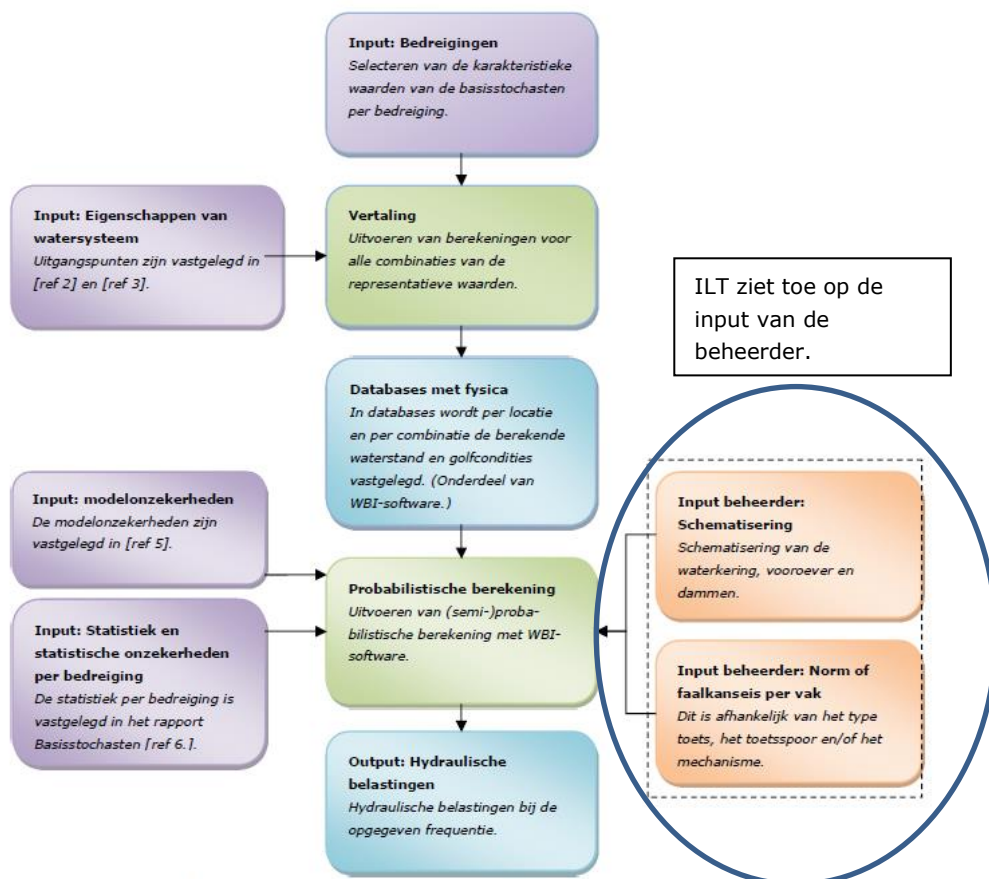 Input: Bedreigingen
Selecteren van de karakteristieke
waarden van de basisstochasten
per bedreiging.
Input: Eigenschappen van
watersysteem
Uitgangspunten zijn vastgelegd in
[ref 2] en [ref 3].
Vertaling
Uitvoeren van berekeningen voor
alle combinaties van de
representatieve waarden.
ILT ziet toe op de
input van de
beheerder.
Databases met fysica
In databases wordt per locatie
en per combinatie de berekende
waterstand en golfcondities
vastgelegd. (Onderdeel van
WBI-software.)
Input: modelonzekerheden
De modelonzekerheden zijn
vastgelegd in [ref 5].
Input beheerder:
Schematisering
Schematisering van de
waterkering, vooroever en
dammen.
Probabilistische berekening
Uitvoeren van (semi-)proba-
bilistische berekening met WBI-
software.
Input: Statistiek en
statistische onzekerheden
per bedreiging
De statistiek per bedreiging is
vastgelegd in het rapport
Basisstochasten [ref 6.].
Input beheerder: Norm of
faalkanseis per vak
Dit is afhankelijk van het type
toets, het toetsspoor en/of het
mechanisme.
Output: Hydraulische
belastingen
Hydraulische belastingen bij de
opgegeven frequentie.